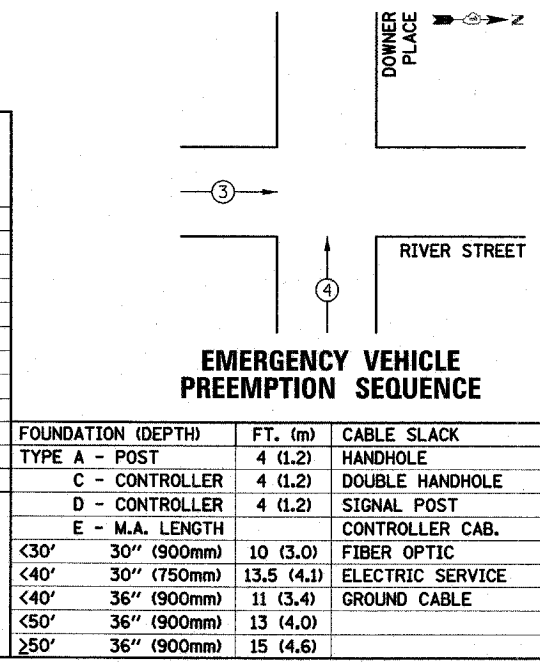 DOWNER
PLACE
Z
3
RIVER STREET
4
EMERGENCY VEHICLE
PREEMPTION SEQUENCE
FOUNDATION (DEPTH) FT. (m) CABLE SLACK
TYPE A - POST 4 (1.2) HANDHOLE
C - CONTROLLER 4 (1.2) DOUBLE HANDHOLE
D - CONTROLLER 4 (1.2) SIGNAL POST
E - M.A. LENGTH CONTROLLER CAB.
<30' 30" (900mm) 10 (3.0) FIBER OPTIC
<40' 30" (750mm) 13.5 (4.1) ELECTRIC SERVICE
<40' 36" (900mm) 11 (3.4) GROUND CABLE
<50' 36" (900mm) 13 (4.0)
≥50' 36" (900mm) 15 (4.6)